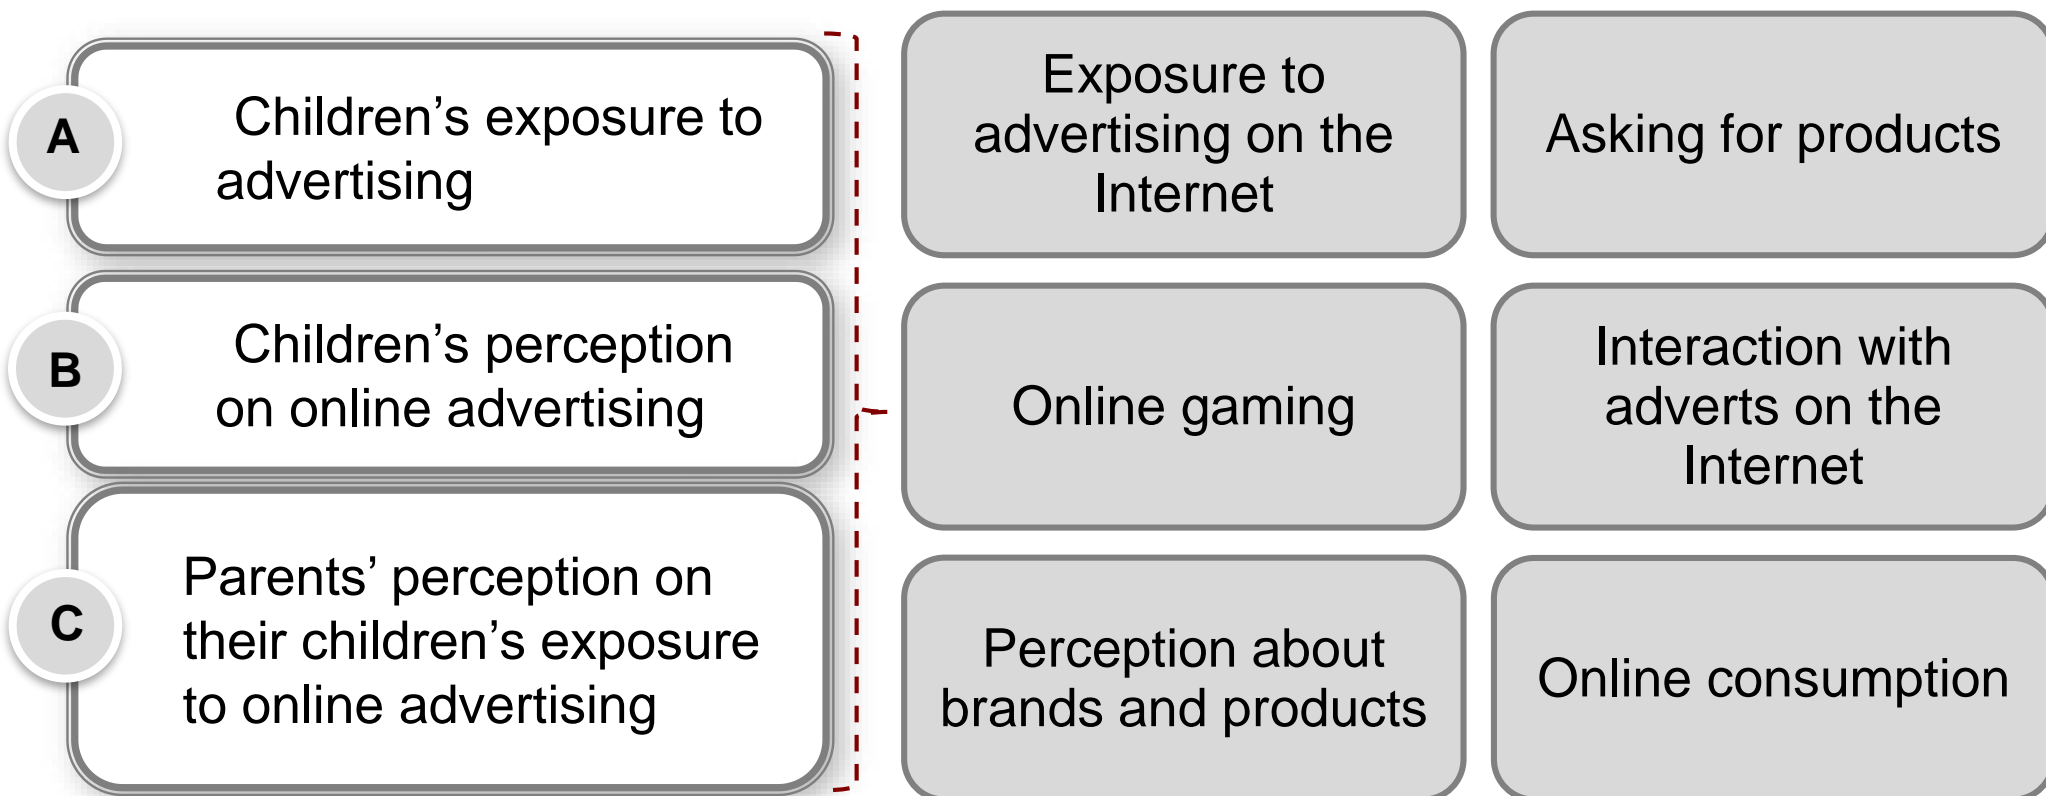 A
Children’s exposure to
advertising
B
Children’s perception
on online advertising
C
Parents’ perception on
their children’s exposure
to online advertising
Exposure to
advertising on the
Internet
Asking for products
Online gaming
Interaction with
adverts on the
Internet
Perception about
brands and products
Online consumption